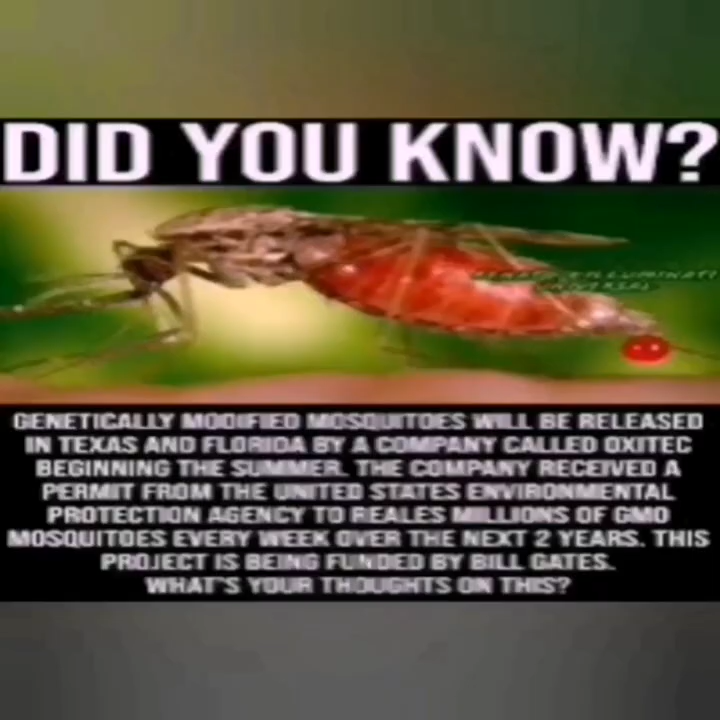 DID YOU KNOW?
GENETICALLY MODIFIED MOSQUITOES WILL BE RELEASED
IN TEXAS AND FLORIDA BY A COMPANY CALLED OXITEC
BEGINNING THE SUMMER. THE COMPANY RECEIVED A
PERMIT FROM THE UNITED STATES ENVIRONMENTAL
PROTECTION AGENCY TO REALES MILLIONS OF GMO
MOSQUITOES EVERY WEEK OVER THE NEXT 2 YEARS. THIS
PROJECT IS BEING FUNDED BY BILL GATES.
WHAT'S YOUR THOUGHTS ON THIS?